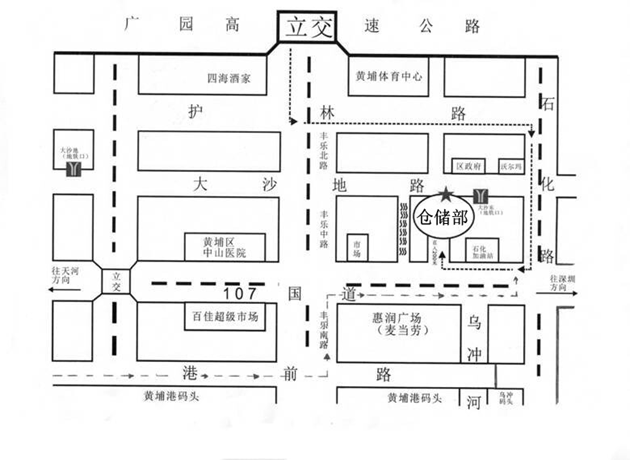 广园高 立交 速公路
四海酒家
黄埔体育中心
护林路
石化路
大沙地
（地铁口）
丰乐北路
区政府
沃尔玛
大沙地路
大沙东
（地铁口）
仓储部
丰乐中路
市场
黄埔区
中山医院
石化
加油站
往天河
方向
立交
往深圳
方向
107国道
百佳超级市场
丰乐南路
惠润广场
（麦当劳）
乌冲河
港前路
黄埔港码头
黄埔港码头
乌冲
码头